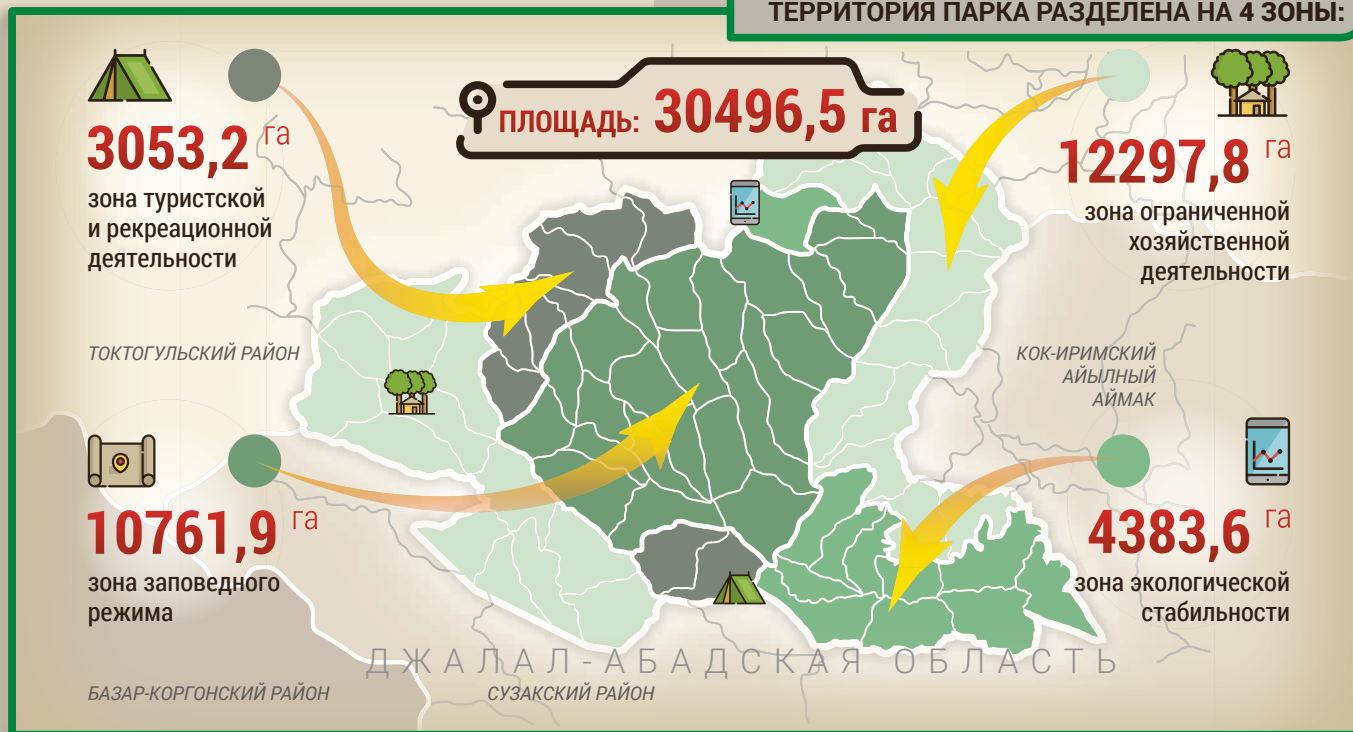 ТЕРРИТОРИЯ ПАРКА РАЗДЕЛЕНА НА 4 ЗОНЫ:
ПЛОЩАДЬ: 30496,5 га
3053,2 га
зона туристской
и рекреационной
деятельности
12297,8 га
зона ограниченной
хозяйственной
деятельности
ТОКТОГУЛЬСКИЙ РАЙОН
КОК-ИРИМСКИЙ
АЙЫЛНЫЙ
АЙМАК
10761,9 га
зона заповедного
режима
4383,6 га
зона экологической
стабильности
ДЖАЛАЛ-АБАДСКАЯ ОБЛАСТЬ
БАЗАР-КОРГОНСКИЙ РАЙОН
СУЗАКСКИЙ РАЙОН